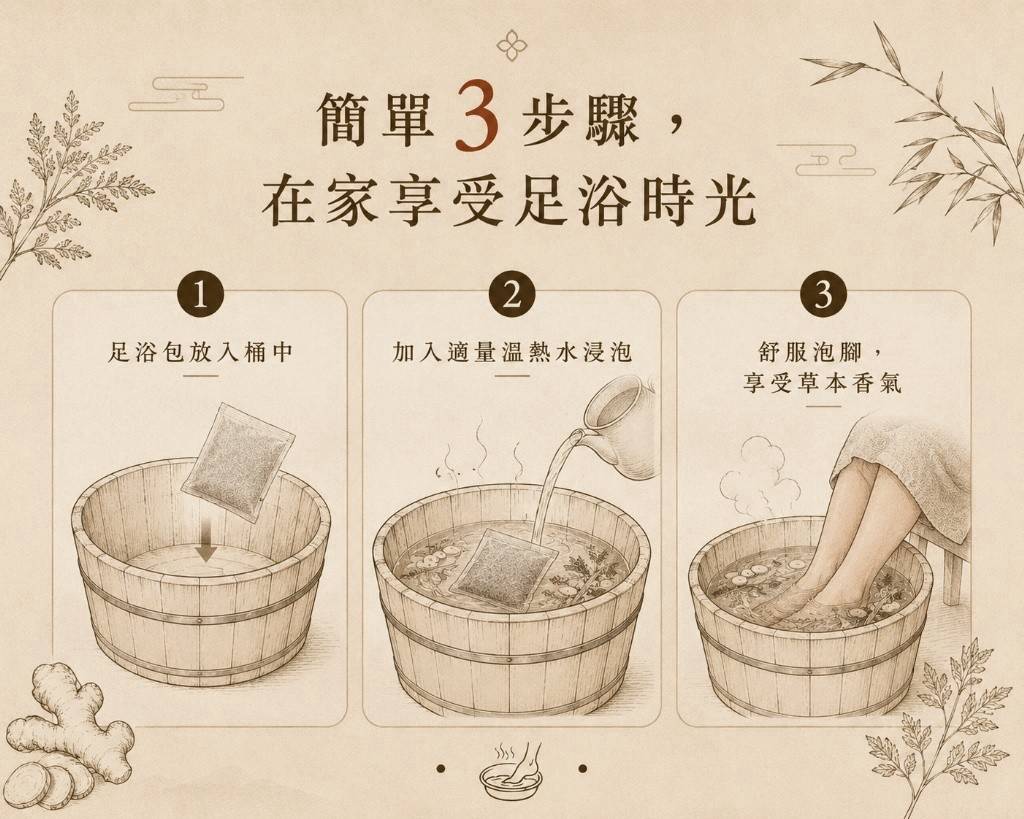 簡單3步驟，
在家享受足浴時光
1
足浴包放入桶中
2
加入適量溫熱水浸泡
3
舒服泡腳，
享受草本香氣